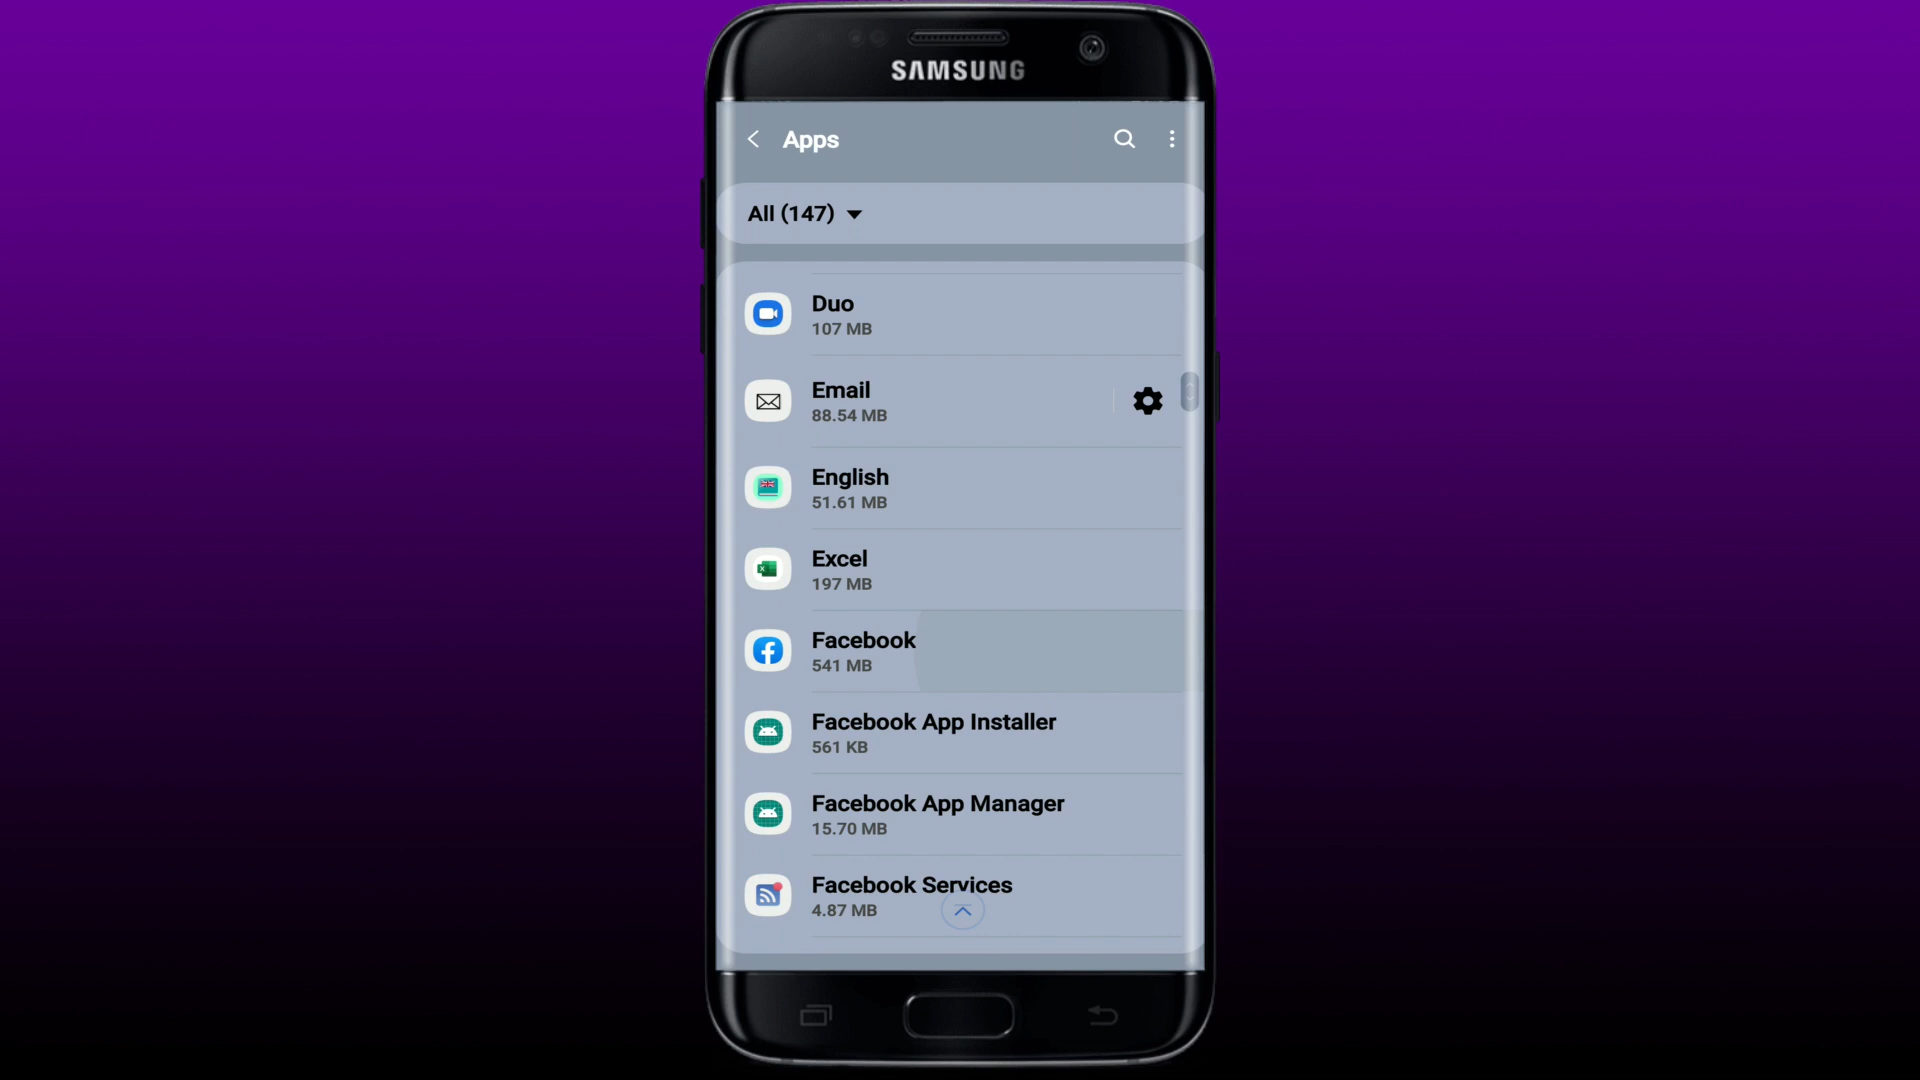 SAMSUNG
Apps
All (147)
Duo
107 MB
Email
88.54 MB
English
51.61 MB
Excel
197 MB
Facebook
541 MB
Facebook App Installer
561 KB
Facebook App Manager
15.70 MB
Facebook Services
4.87 MB